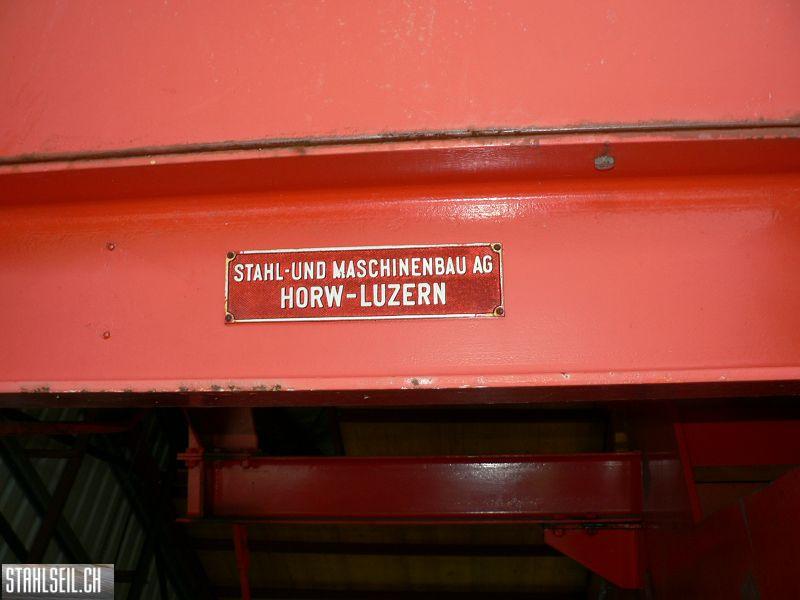 STAHL-UND MASCHINENBAU AG
HORW-LUZERN
STAHLSEIL.CH